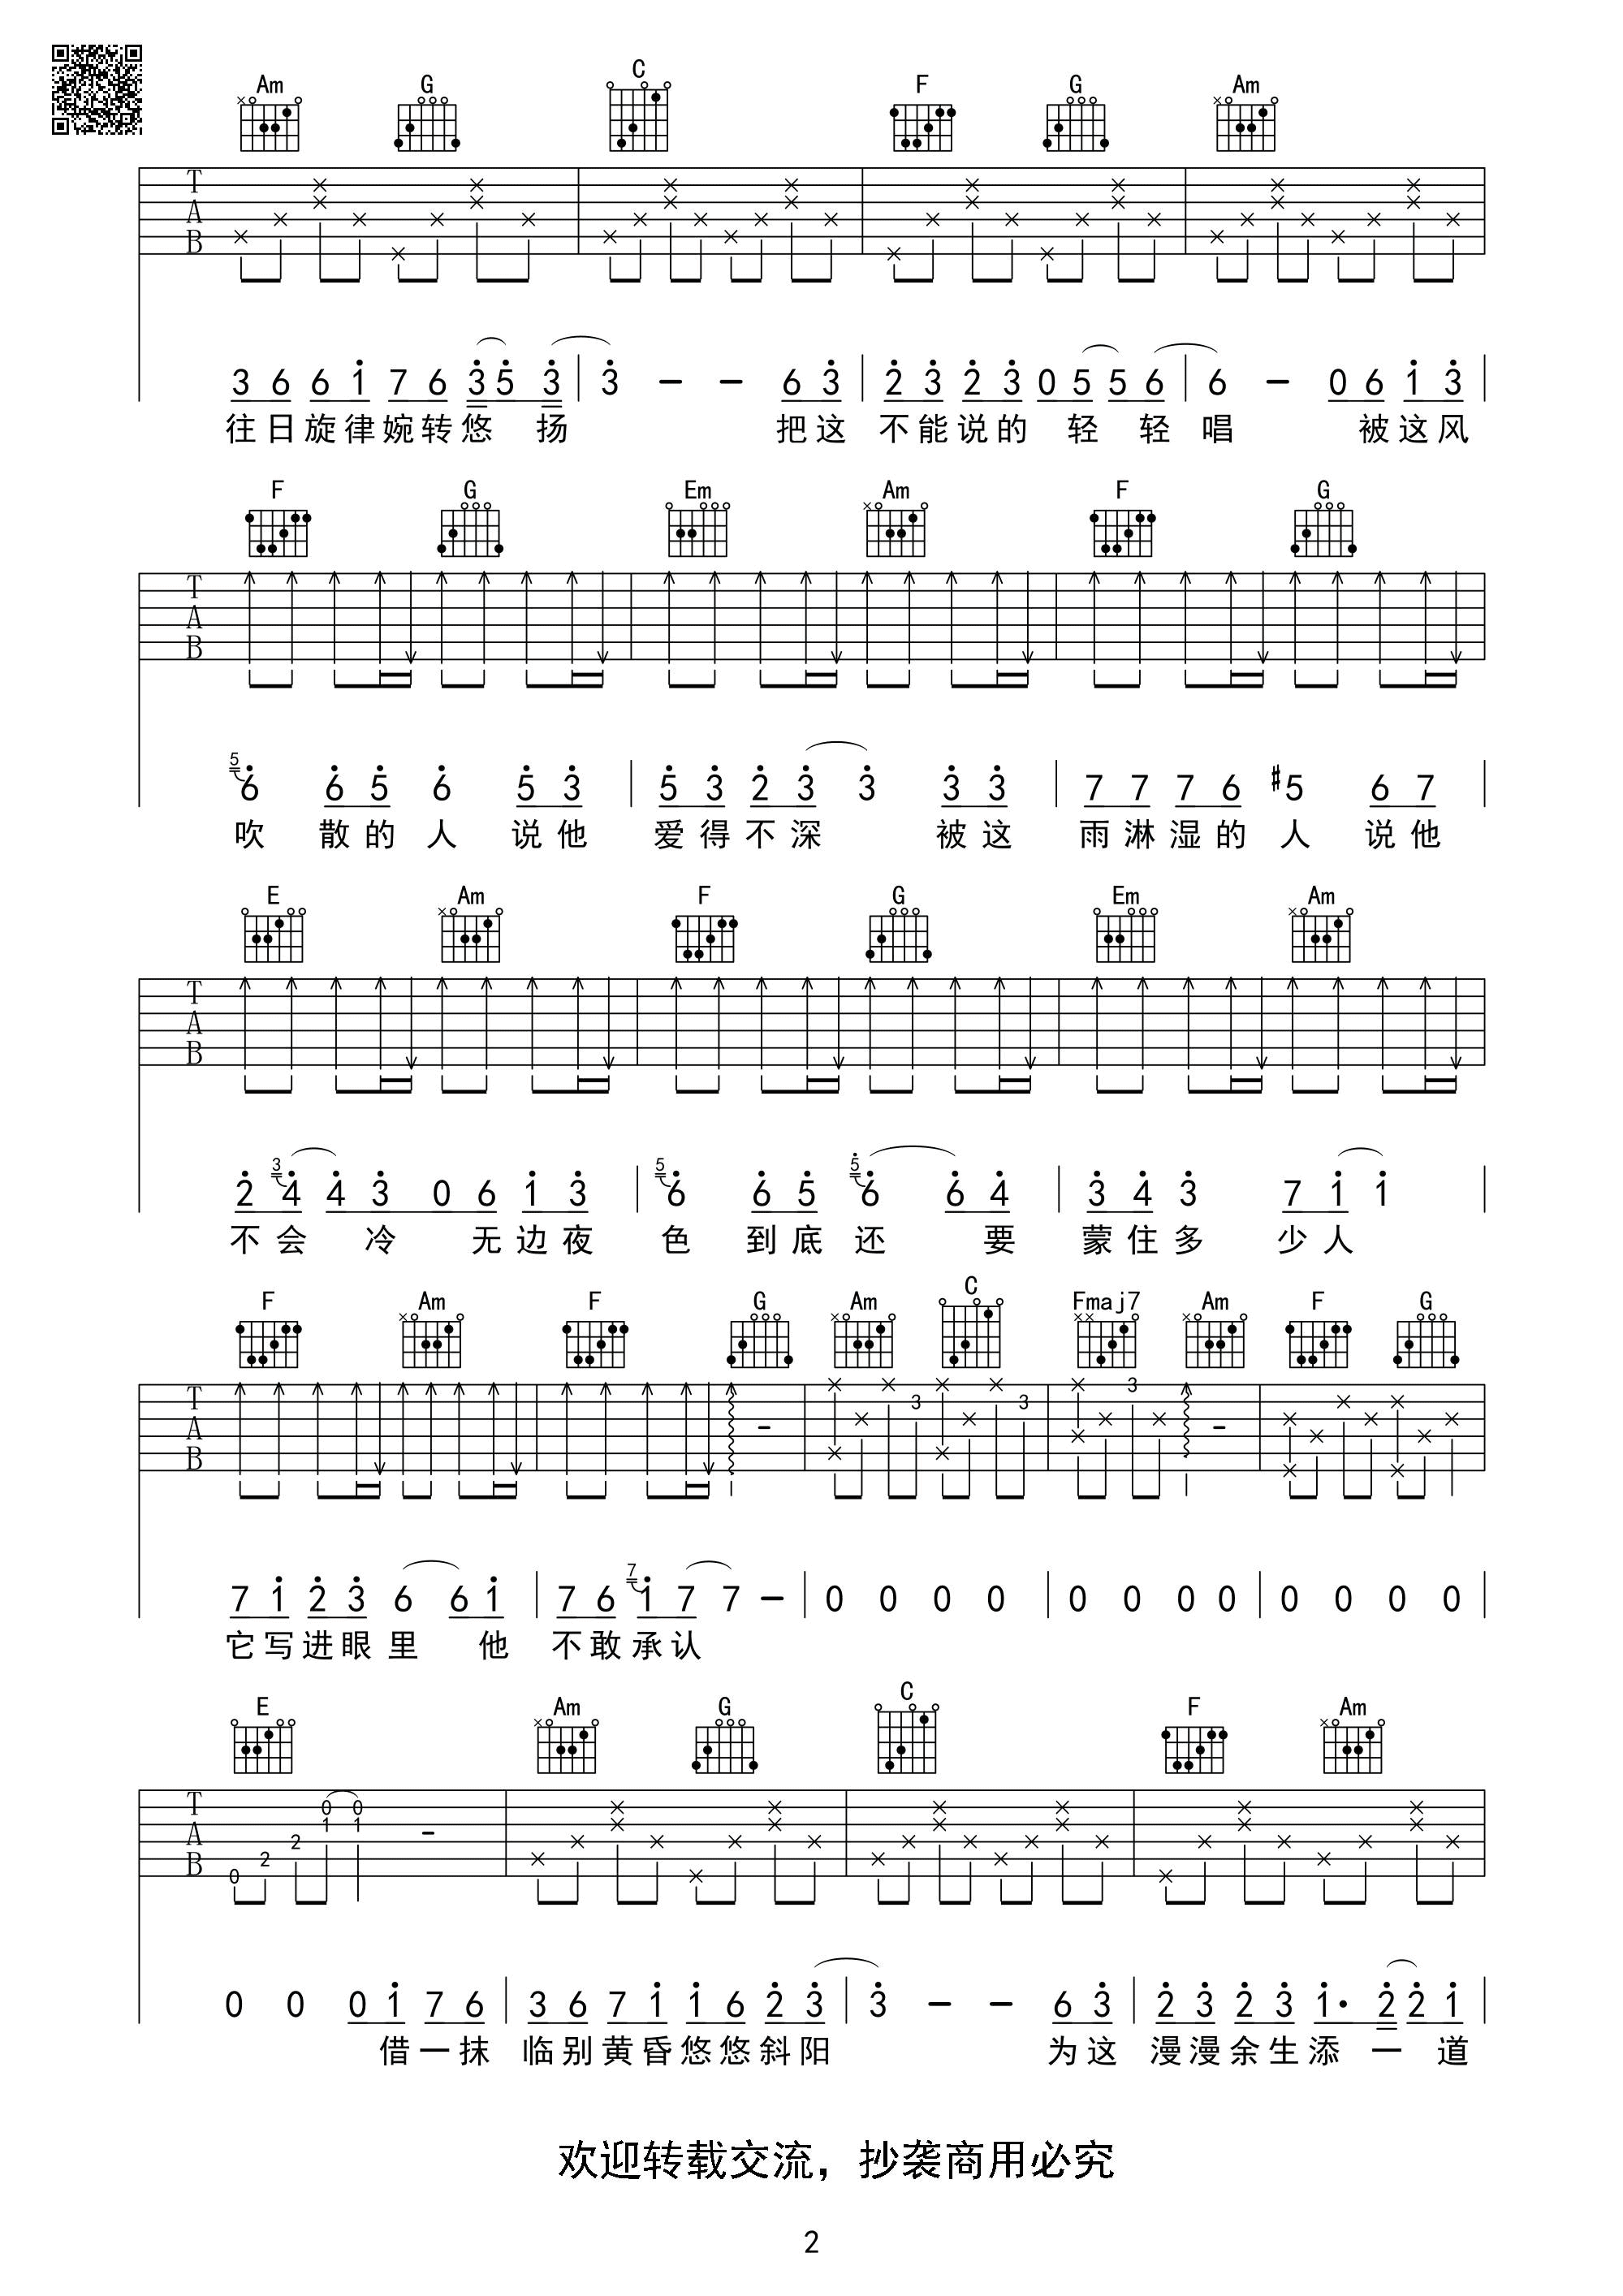 Am G C F G Am
T
A
B
3 6 6 1 7 6 3 5 3 3 - - 6 3 2 3 2 3 0 5 5 6 6 - 0 6 1 3
往日旋律婉转悠 扬 把这 不能说的 轻 轻 唱 被这风
F G Em Am F G
T
A
B
5 6 6 5 6 5 3 5 3 2 3 3 3 3 7 7 7 6 #5 6 7
吹 散的 人 说他 爱得不深 被这 雨淋湿的 人 说他
E Am F G Em Am
T
A
B
2 3 4 4 3 0 6 1 3 5 6 6 5 5 6 6 4 3 4 3 7 1 1
不会 冷 无边夜 色 到底 还 要 蒙住多 少人
F Am F G Am C Fmaj7 Am F G
3 3 3
T
A
B
7 1 2 3 6 6 1 7 6 7 1 7 7 - 0 0 0 0 0 0 0 0 0 0 0 0
它写进眼里 他 不敢承认
E Am G C F Am
T
A
B
0 2 2 0 1 0 1
0 0 0 1 7 6 3 6 7 1 1 6 2 3 3 - - 6 3 2 3 2 3 1· 2 2 1
借一抹 临别黄昏悠悠斜阳 为这 漫漫余生添 一 道
欢迎转载交流，抄袭商用必究
2